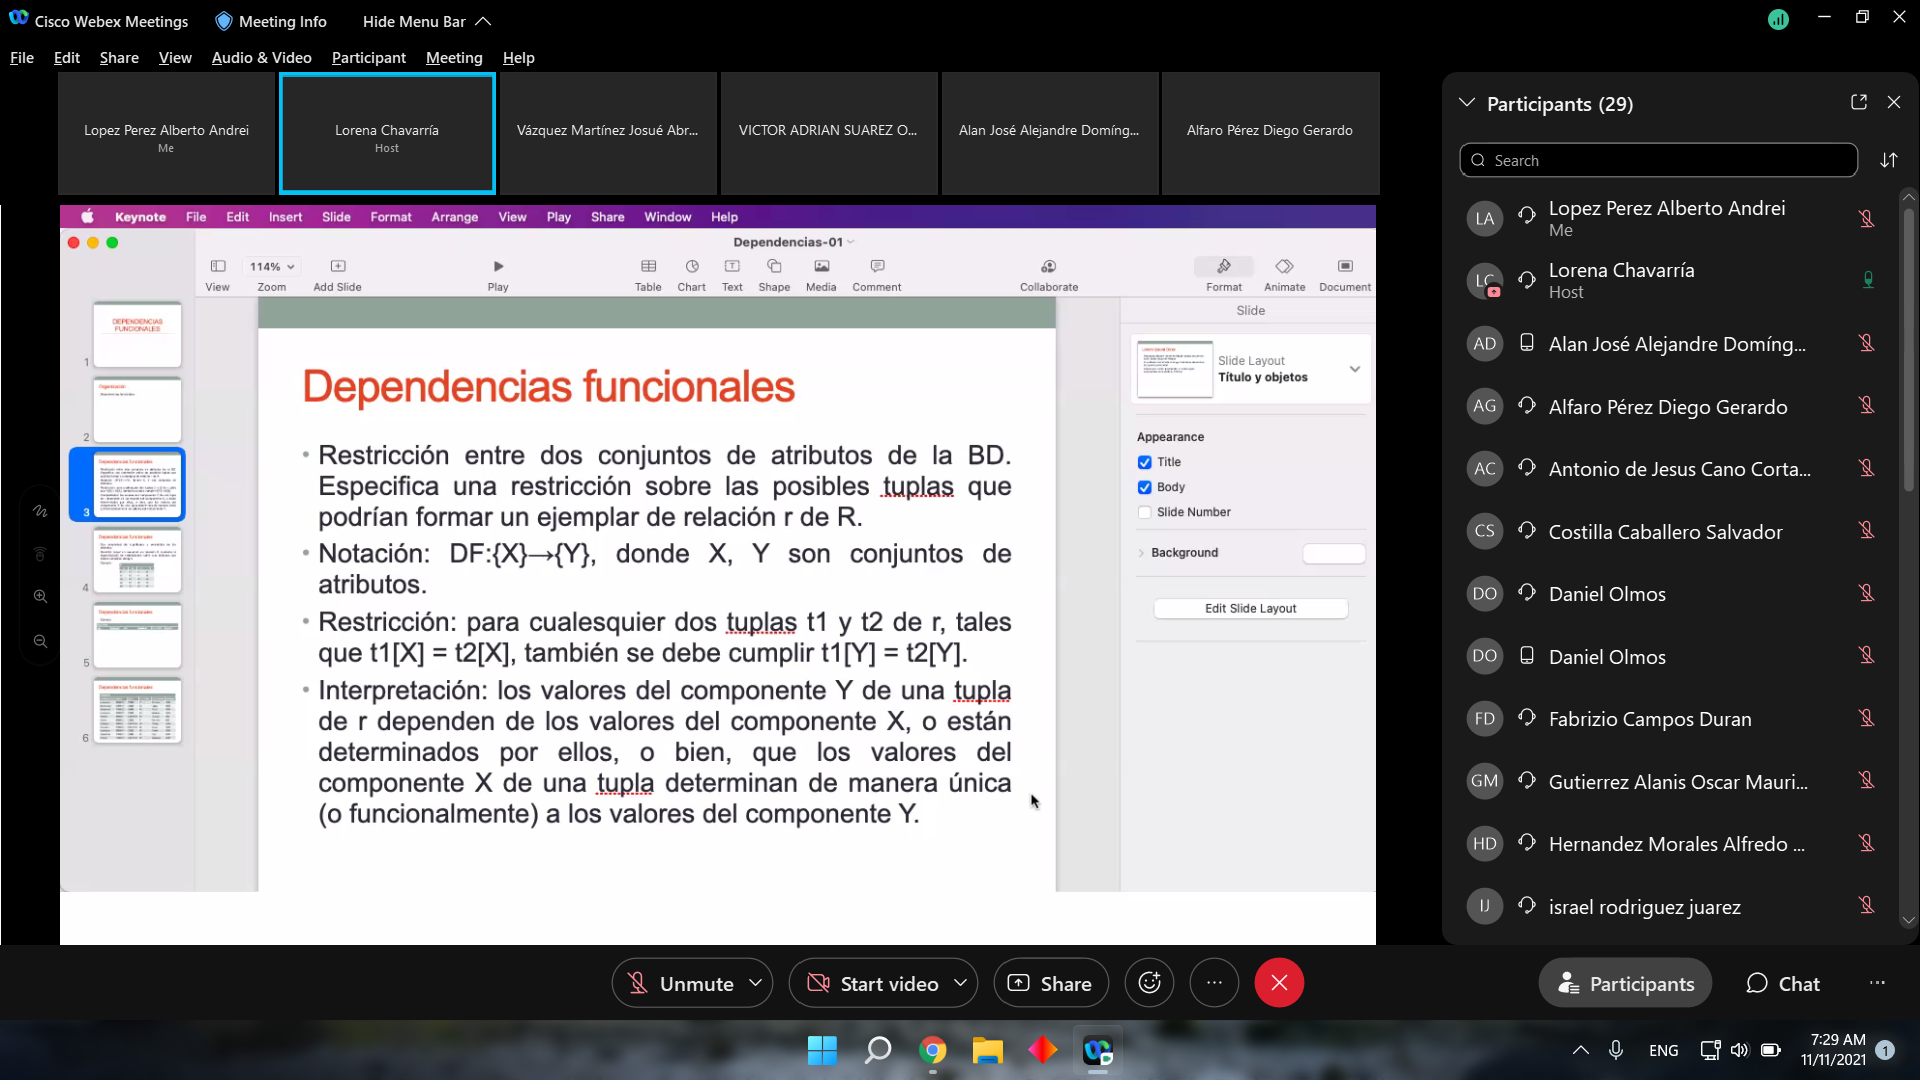 Cisco Webex Meetings
Meeting Info
Hide Menu Bar
File Edit Share View Audio & Video Participant Meeting Help
Lopez Perez Alberto Andrei
Me
Lorena Chavarría
Host
Vázquez Martínez Josué Abr...
VICTOR ADRIAN SUAREZ O...
Alan José Alejandre Domíng...
Alfaro Pérez Diego Gerardo
Keynote File Edit Insert Slide Format Arrange View Play Share Window Help
Dependencias-01
114%
View Zoom Add Slide Play Table Chart Text Shape Media Comment Collaborate Format Animate Document
DEPENDENCIAS
FUNCIONALES
1
2
3
4
5
6
Dependencias funcionales
• Restricción entre dos conjuntos de atributos de la BD.
Especifica una restricción sobre las posibles tuplas que
podrían formar un ejemplar de relación r de R.
• Notación: DF:{X}→{Y}, donde X, Y son conjuntos de
atributos.
• Restricción: para cualesquier dos tuplas t1 y t2 de r, tales
que t1[X] = t2[X], también se debe cumplir t1[Y] = t2[Y].
• Interpretación: los valores del componente Y de una tupla
de r dependen de los valores del componente X, o están
determinados por ellos, o bien, que los valores del
componente X de una tupla determinan de manera única
(o funcionalmente) a los valores del componente Y.
Slide
Slide Layout
Título y objetos
Appearance
Title
Body
Slide Number
Background
Edit Slide Layout
Participants (29)
Search
LA Lopez Perez Alberto Andrei
Me
LC Lorena Chavarría
Host
AD Alan José Alejandre Domíng...
AG Alfaro Pérez Diego Gerardo
AC Antonio de Jesus Cano Corta...
CS Costilla Caballero Salvador
DO Daniel Olmos
DO Daniel Olmos
FD Fabrizio Campos Duran
GM Gutierrez Alanis Oscar Mauri...
HD Hernandez Morales Alfredo ...
IJ israel rodriguez juarez
Unmute
Start video
Share
Participants
Chat
ENG
7:29 AM
11/11/2021
1